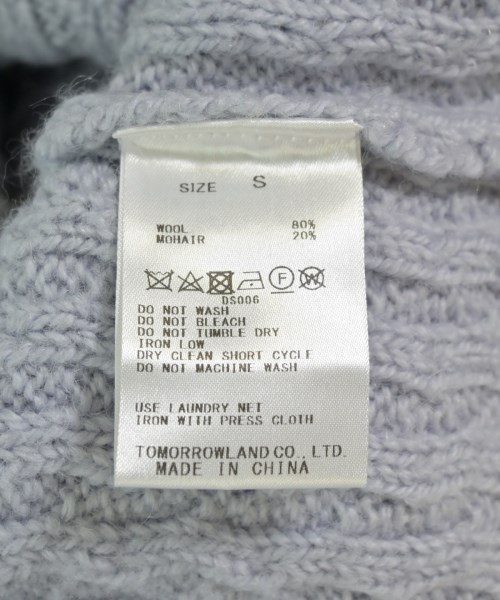 SIZE S
WOOL 80%
MOHAIR 20%
F W
DS006
DO NOT WASH
DO NOT BLEACH
DO NOT TUMBLE DRY
IRON LOW
DRY CLEAN SHORT CYCLE
DO NOT MACHINE WASH
USE LAUNDRY NET
IRON WITH PRESS CLOTH
TOMORROWLAND CO., LTD.
MADE IN CHINA